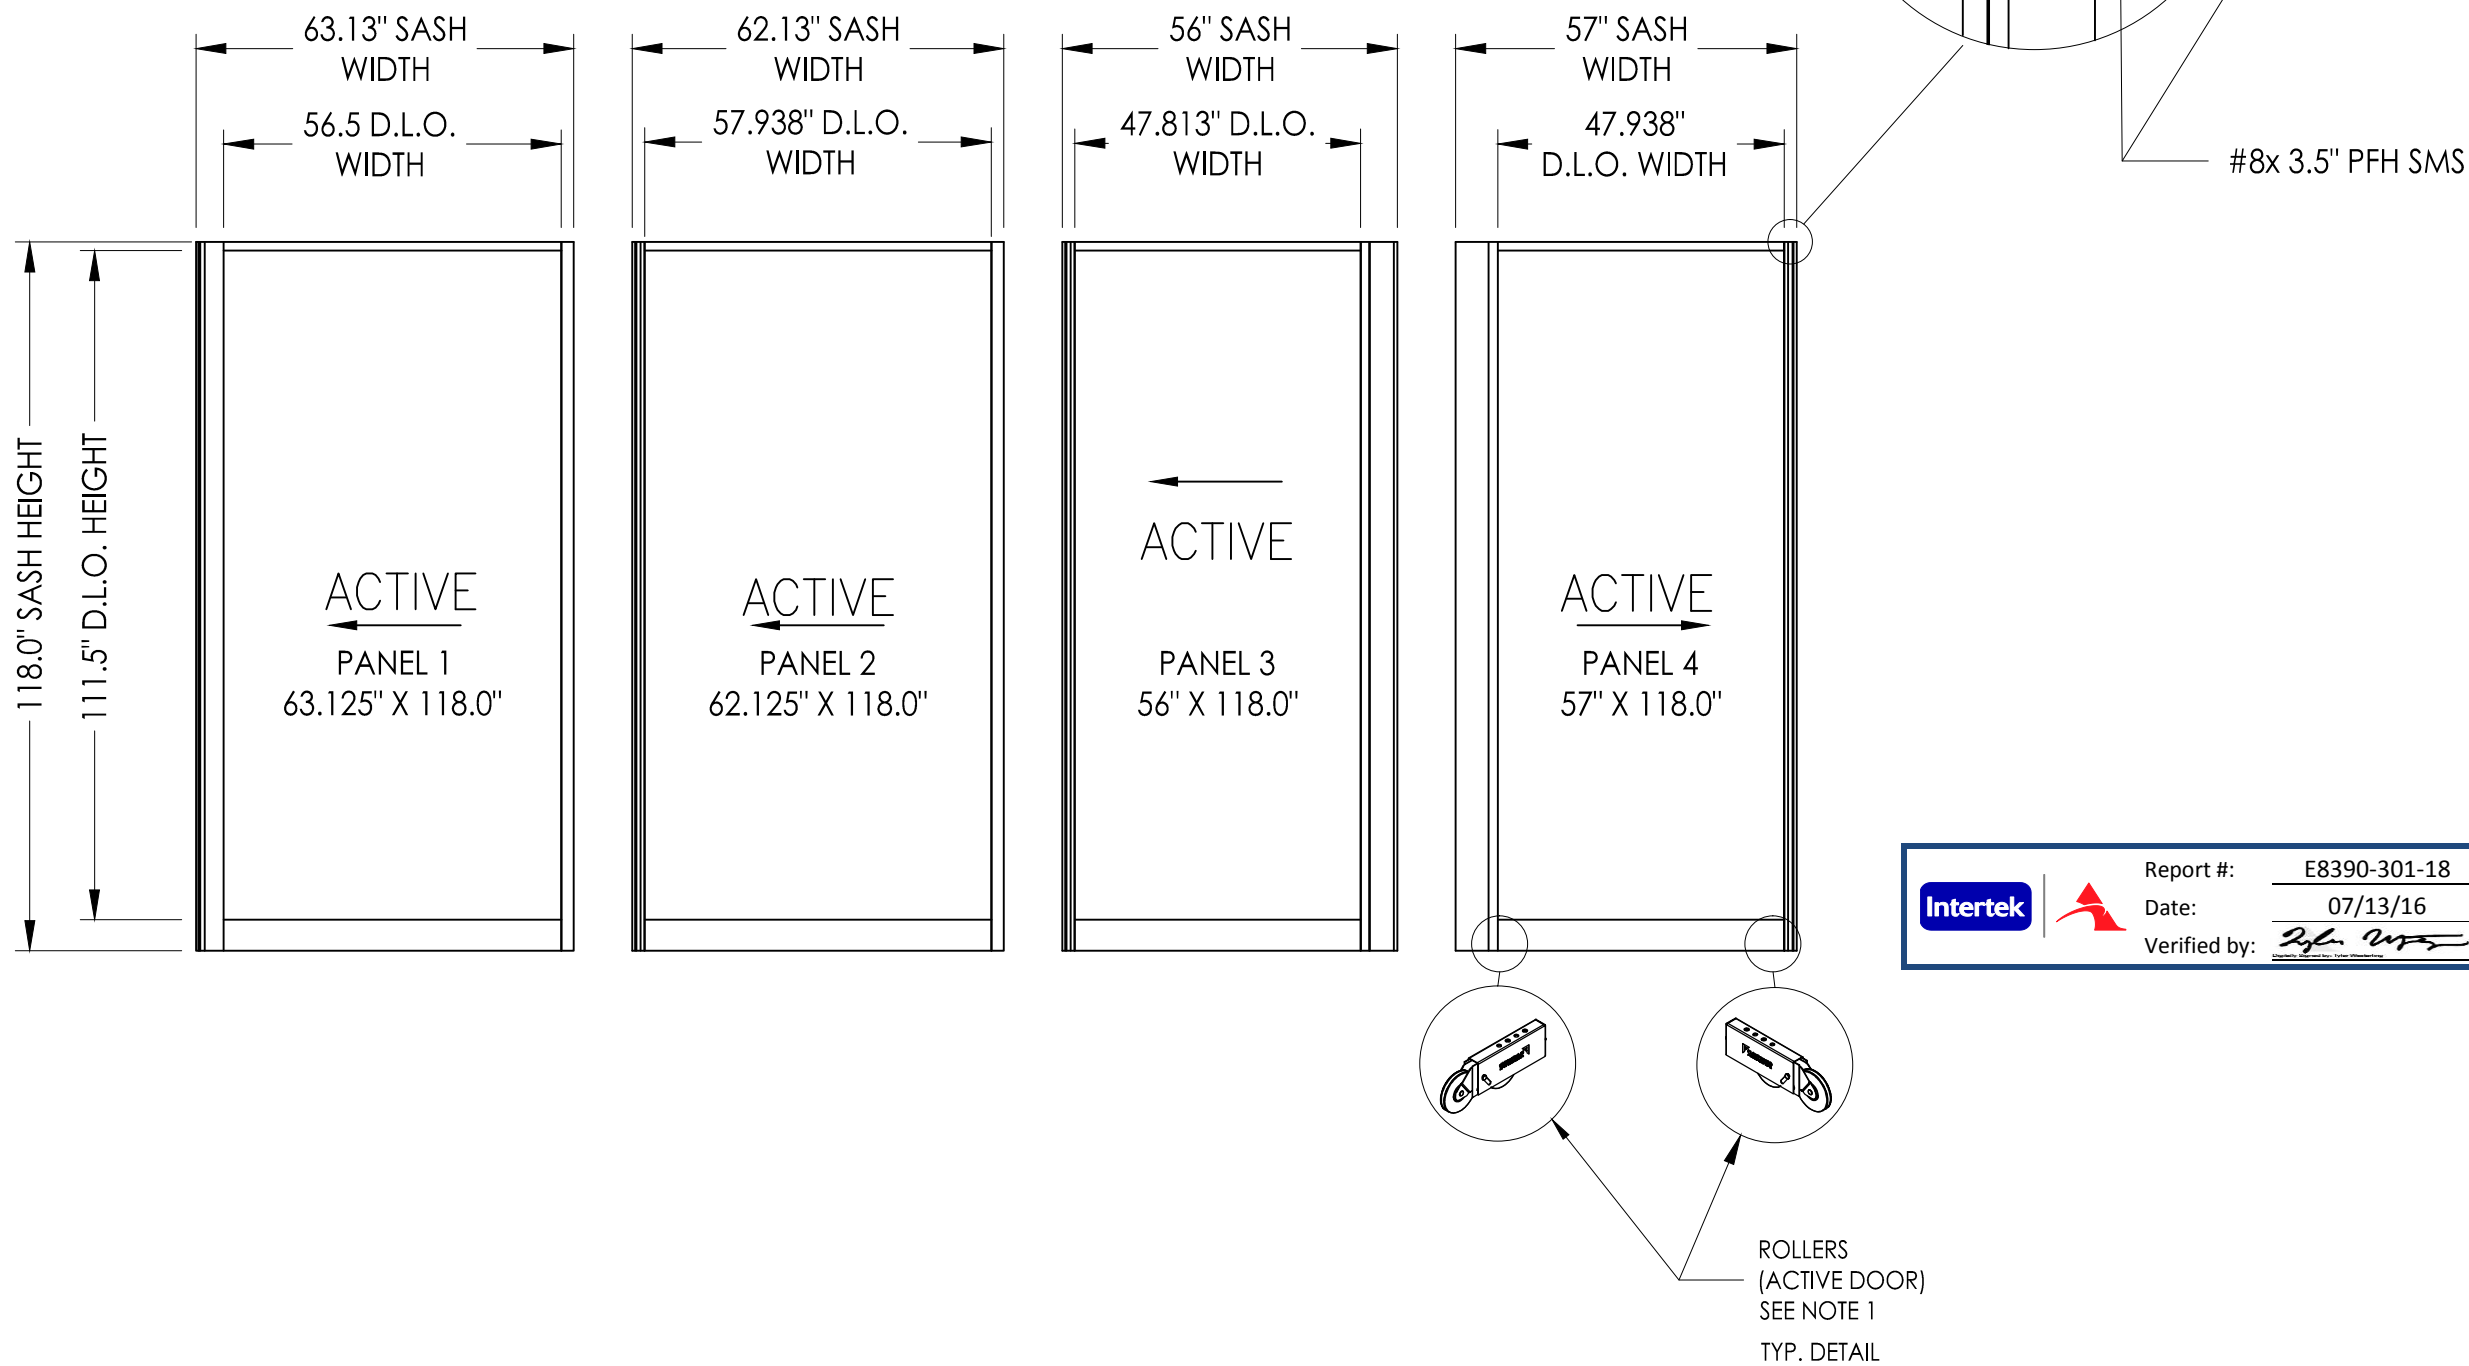 63.13" SASH
WIDTH
56.5 D.L.O.
WIDTH
62.13" SASH
WIDTH
57.938" D.L.O.
WIDTH
56" SASH
WIDTH
47.813" D.L.O.
WIDTH
57" SASH
WIDTH
47.938"
D.L.O. WIDTH
#8x 3.5" PFH SMS
118.0" SASH HEIGHT
111.5" D.L.O. HEIGHT
ACTIVE
PANEL 1
63.125" X 118.0"
ACTIVE
PANEL 2
62.125" X 118.0"
ACTIVE
PANEL 3
56" X 118.0"
ACTIVE
PANEL 4
57" X 118.0"
Intertek
Report #: E8390-301-18
Date: 07/13/16
Verified by:
ROLLERS
(ACTIVE DOOR)
SEE NOTE 1
TYP. DETAIL